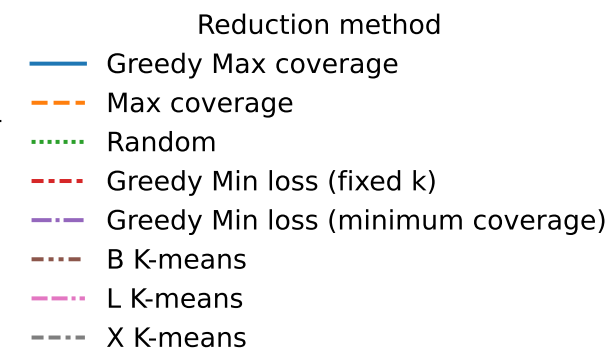 Reduction method
Greedy Max coverage
Max coverage
Random
Greedy Min loss (fixed k)
Greedy Min loss (minimum coverage)
B K-means
L K-means
X K-means